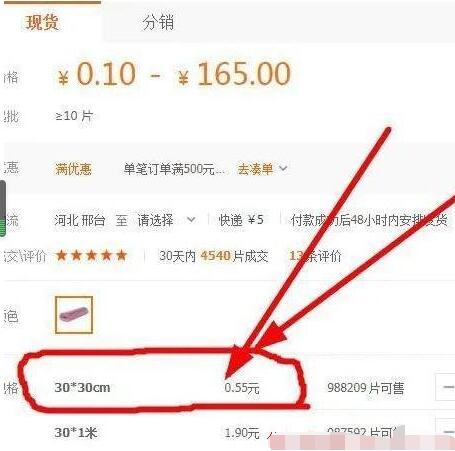 现货 分销
格 ¥0.10 - ¥165.00
批 ≥10 片
惠 满优惠 单笔订单满500元... 去凑单
流 河北 邢台 至 请选择 快递 ¥5 付款成功后48小时内安排发货
交/评价 ★★★★★ 30天内 4540 片成交 条评价
色
格 30*30cm 0.55元 988209 片可售
30*1米 1.90元 987592 片可售